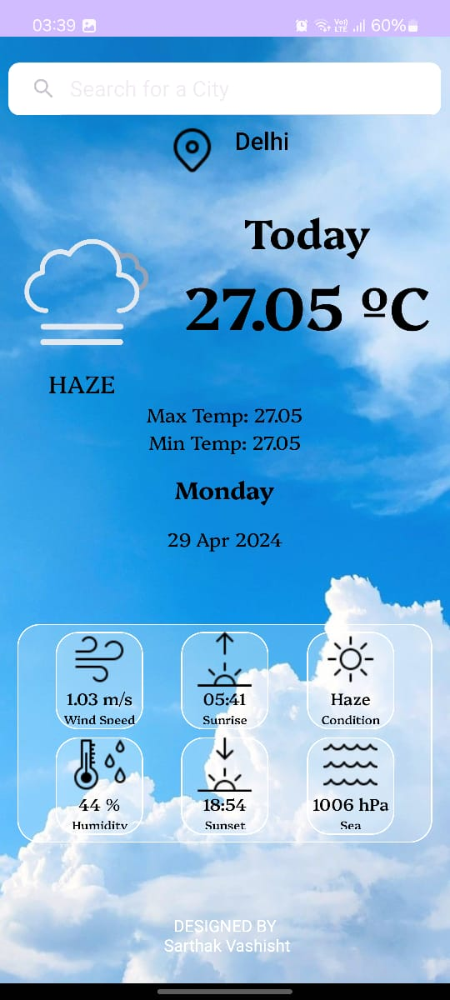 03:39
Vo)) LTE 60%
Search for a City
Delhi
Today
27.05 ºC
HAZE
Max Temp: 27.05
Min Temp: 27.05
Monday
29 Apr 2024
1.03 m/s
Wind Speed
05:41
Sunrise
Haze
Condition
44 %
Humidity
18:54
Sunset
1006 hPa
Sea
DESIGNED BY
Sarthak Vashisht